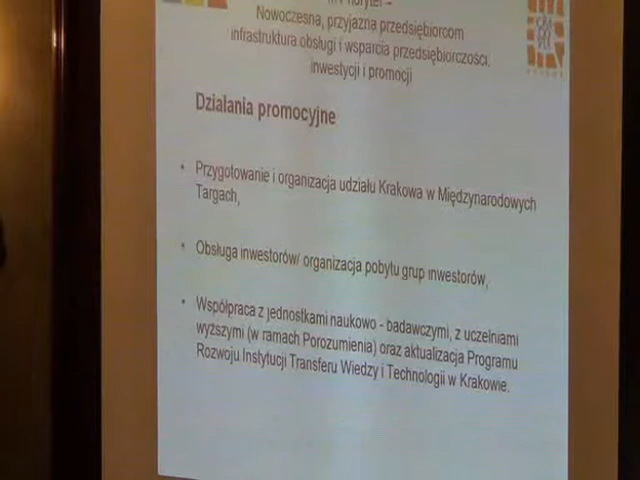 Nowoczesna, przyjazna przedsiębiorcom
infrastruktura obsługi i wsparcia przedsiębiorczości,
inwestycji i promocji
Działania promocyjne
• Przygotowanie i organizacja udziału Krakowa w Międzynarodowych
Targach,
• Obsługa inwestorów/ organizacja pobytu grup inwestorów,
• Współpraca z jednostkami naukowo - badawczymi, z uczelniami
wyższymi (w ramach Porozumienia) oraz aktualizacja Programu
Rozwoju Instytucji Transferu Wiedzy i Technologii w Krakowie.